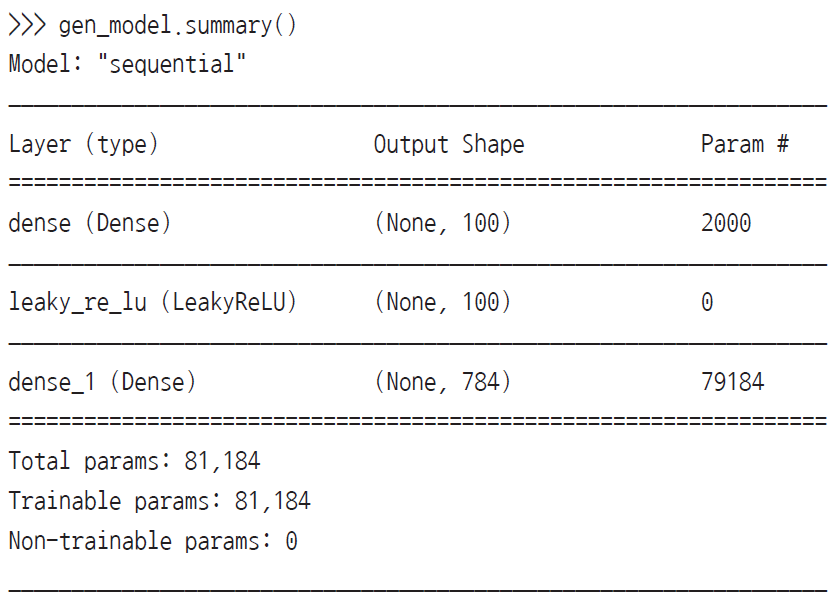 >>> gen_model.summary()
Model: "sequential"
_________________________________________________________________
Layer (type)                 Output Shape              Param #
=================================================================
dense (Dense)                (None, 100)               2000
_________________________________________________________________
leaky_re_lu (LeakyReLU)      (None, 100)               0
_________________________________________________________________
dense_1 (Dense)              (None, 784)               79184
=================================================================
Total params: 81,184
Trainable params: 81,184
Non-trainable params: 0
_________________________________________________________________